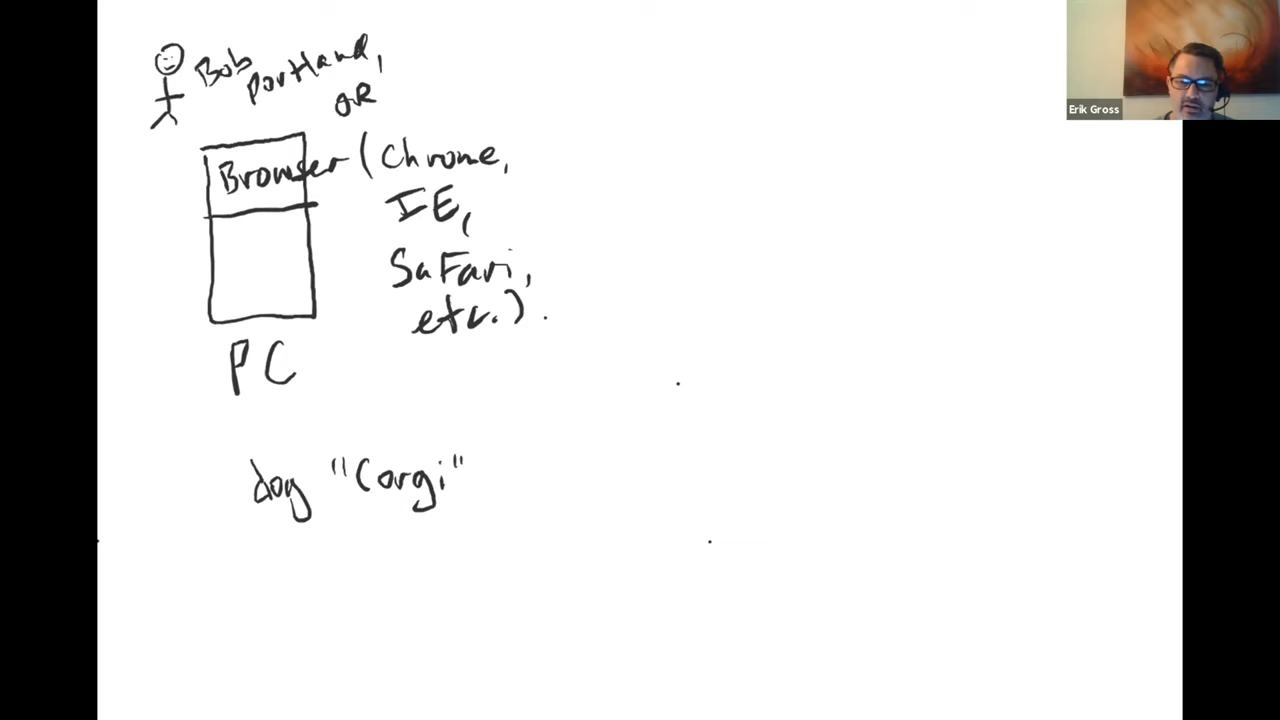 Bob
Portland,
OR
Browser (Chrome,
IE,
Safari,
etc.).
PC
dog "Corgi"
Erik Gross